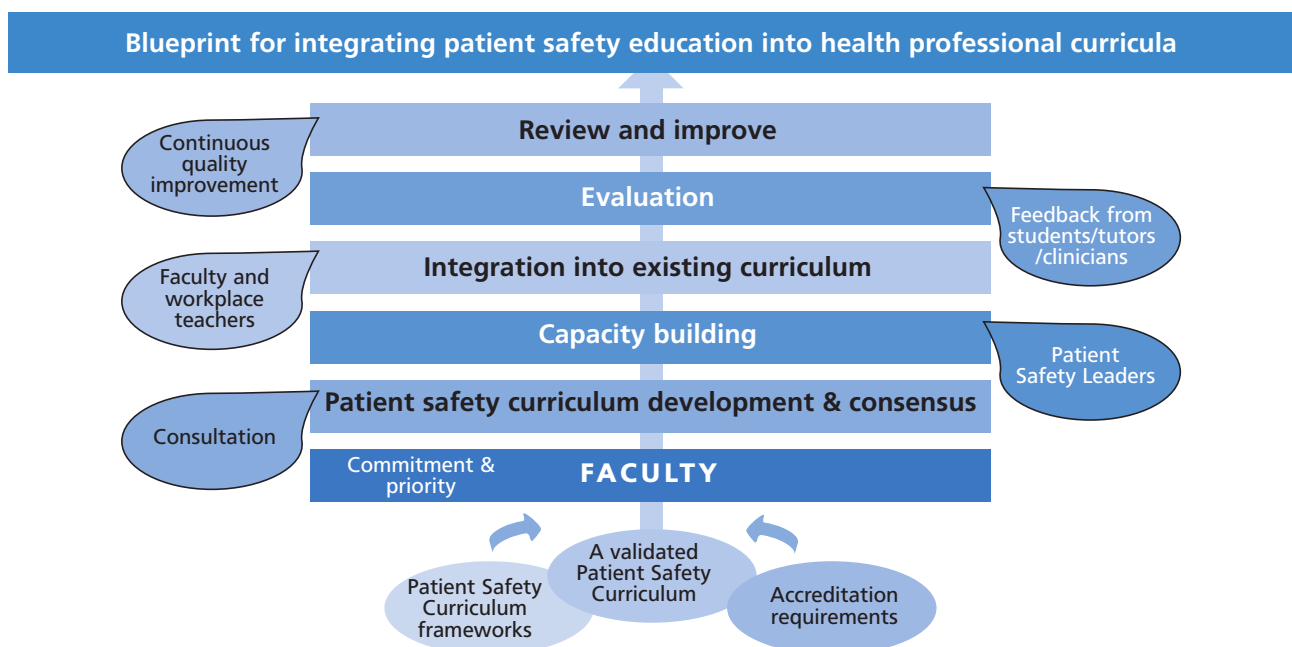 Blueprint for integrating patient safety education into health professional curricula
Review and improve
Continuous
quality
improvement
Evaluation
Feedback from
students/tutors
/clinicians
Integration into existing curriculum
Faculty and
workplace
teachers
Capacity building
Patient
Safety Leaders
Patient safety curriculum development & consensus
Consultation
Commitment &
priority
FACULTY
A validated
Patient Safety
Curriculum
Patient Safety
Curriculum
frameworks
Accreditation
requirements